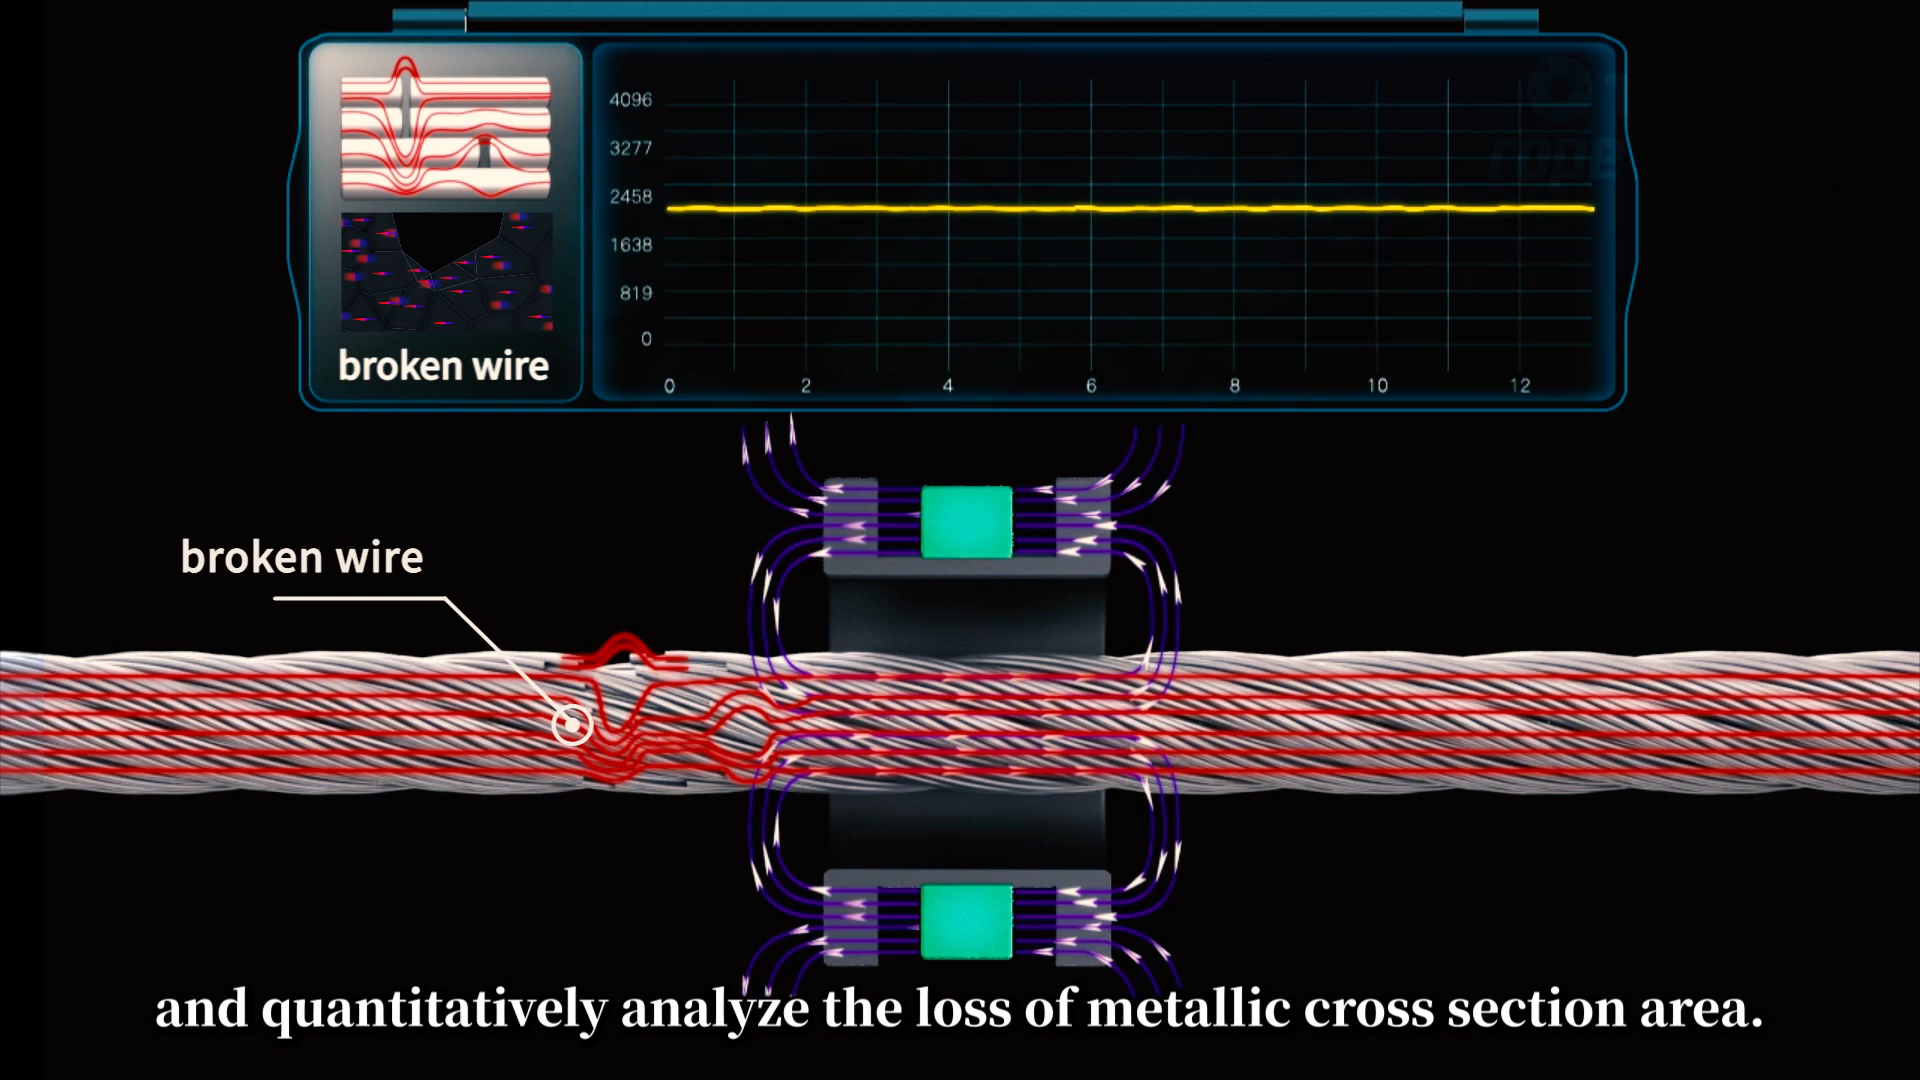 4096
3277
2458
1638
819
0
0 2 4 6 8 10 12
broken wire
broken wire
rope
and quantitatively analyze the loss of metallic cross section area.